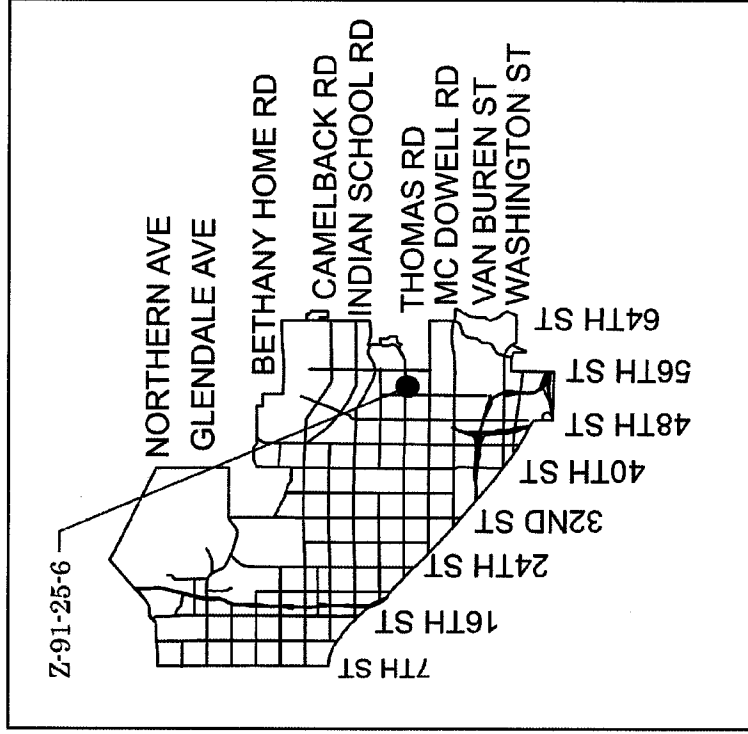 Z-91-25-6
NORTHERN AVE
GLENDALE AVE
BETHANY HOME RD
CAMELBACK RD
INDIAN SCHOOL RD
THOMAS RD
MC DOWELL RD
VAN BUREN ST
WASHINGTON ST
7TH ST
16TH ST
24TH ST
32ND ST
40TH ST
48TH ST
56TH ST
64TH ST